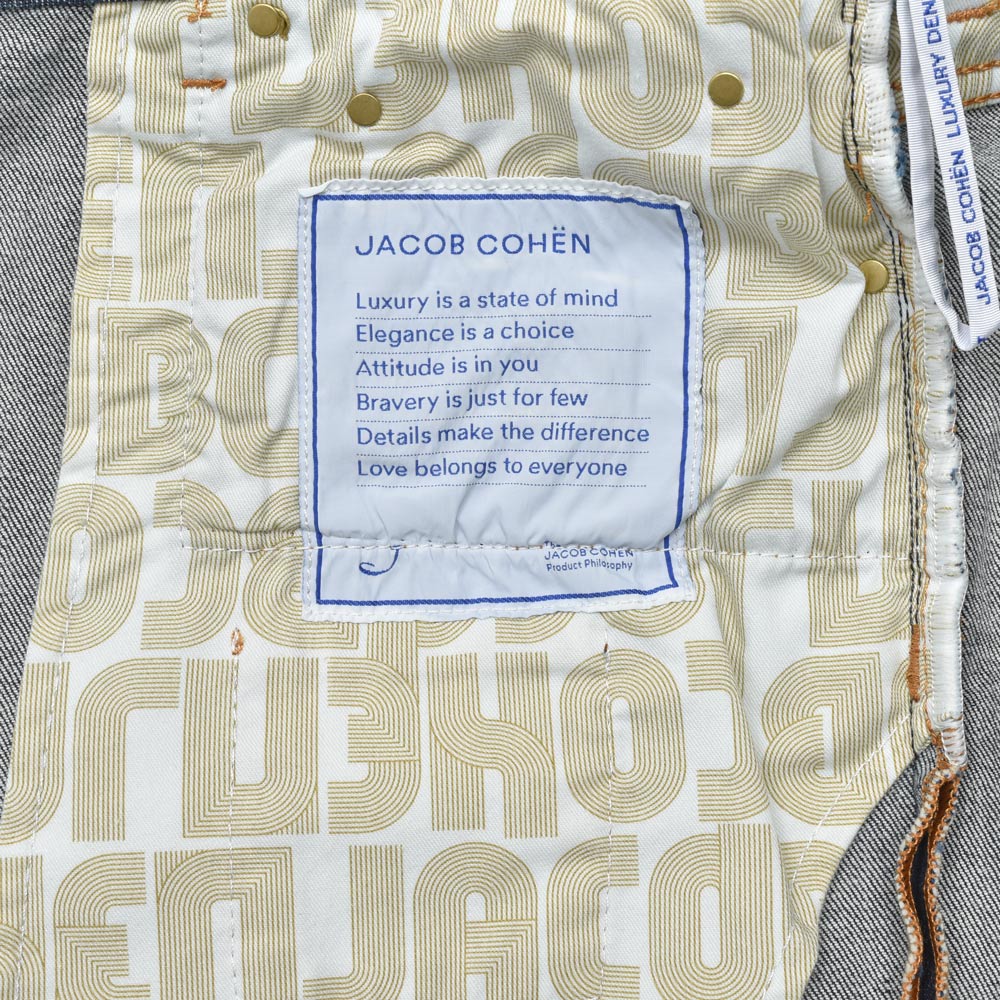 JACOB COHËN
Luxury is a state of mind
Elegance is a choice
Attitude is in you
Bravery is just for few
Details make the difference
Love belongs to everyone
JACOB COHËN
Product Philosophy
JACOB COHËN LUXURY DEN